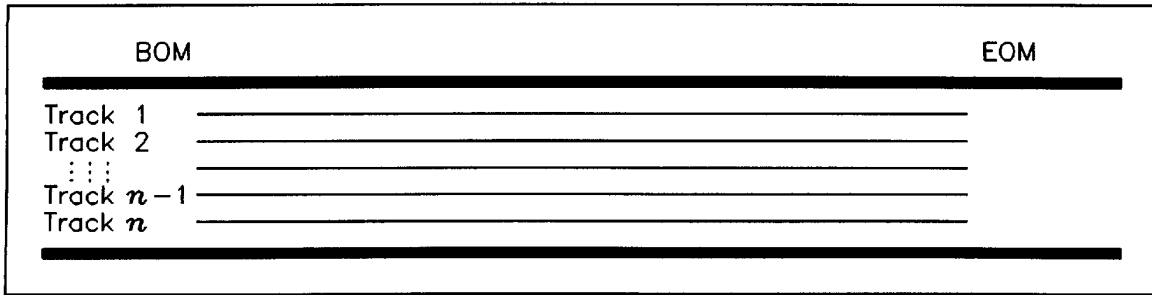 BOM EOM
Track 1
Track 2
⋮ ⋮ ⋮
Track n−1
Track n